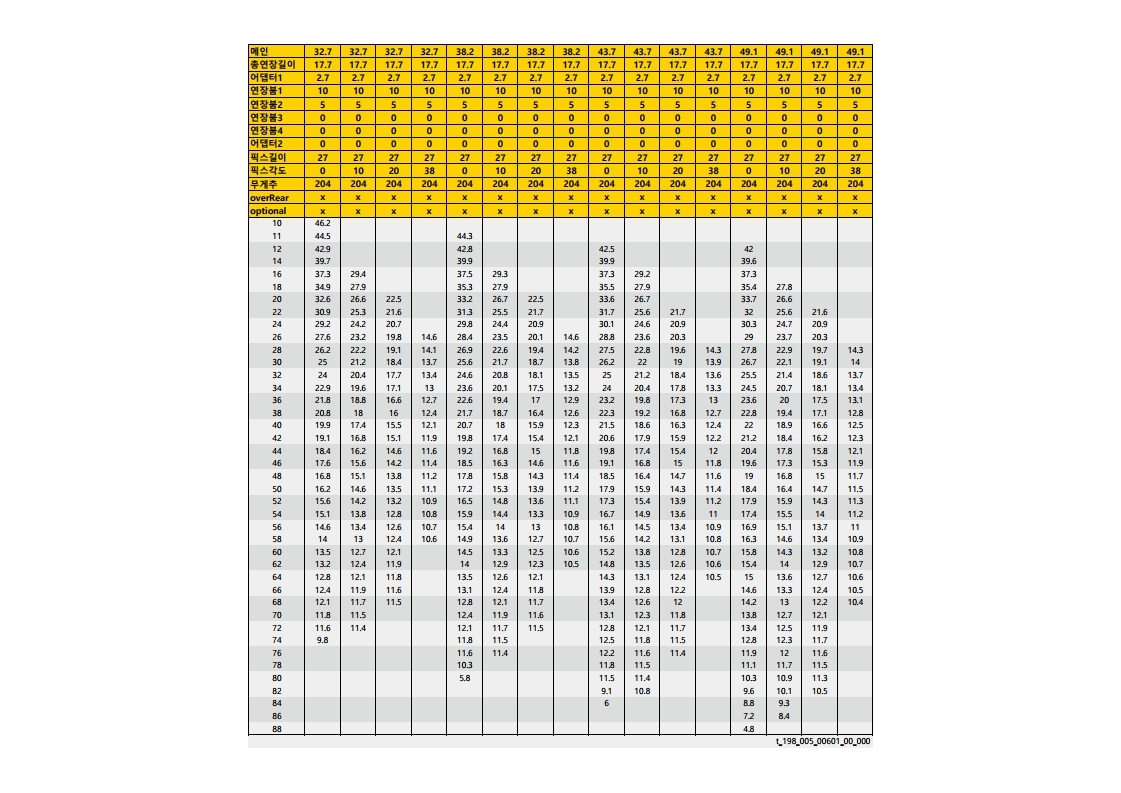 메인 32.7 32.7 32.7 32.7 38.2 38.2 38.2 38.2 43.7 43.7 43.7 43.7 49.1 49.1 49.1 49.1
총연장길이 17.7 17.7 17.7 17.7 17.7 17.7 17.7 17.7 17.7 17.7 17.7 17.7 17.7 17.7 17.7 17.7
어댑터1 2.7 2.7 2.7 2.7 2.7 2.7 2.7 2.7 2.7 2.7 2.7 2.7 2.7 2.7 2.7 2.7
연장붐1 10 10 10 10 10 10 10 10 10 10 10 10 10 10 10 10
연장붐2 5 5 5 5 5 5 5 5 5 5 5 5 5 5 5 5
연장붐3 0 0 0 0 0 0 0 0 0 0 0 0 0 0 0 0
연장붐4 0 0 0 0 0 0 0 0 0 0 0 0 0 0 0 0
어댑터2 0 0 0 0 0 0 0 0 0 0 0 0 0 0 0 0
픽스길이 27 27 27 27 27 27 27 27 27 27 27 27 27 27 27 27
픽스각도 0 10 20 38 0 10 20 38 0 10 20 38 0 10 20 38
무게추 204 204 204 204 204 204 204 204 204 204 204 204 204 204 204 204
overRear x x x x x x x x x x x x x x x x
optional x x x x x x x x x x x x x x x x
10 46.2
11 44.5 44.3
12 42.9 42.8 42.5 42
14 39.7 39.9 39.9 39.6
16 37.3 29.4 37.5 29.3 37.3 29.2 37.3
18 34.9 27.9 35.3 27.9 35.5 27.9 35.4 27.8
20 32.6 26.6 22.5 33.2 26.7 22.5 33.6 26.7 33.7 26.6
22 30.9 25.3 21.6 31.3 25.5 21.7 31.7 25.6 21.7 32 25.6 21.6
24 29.2 24.2 20.7 29.8 24.4 20.9 30.1 24.6 20.9 30.3 24.7 20.9
26 27.6 23.2 19.8 14.6 28.4 23.5 20.1 14.6 28.8 23.6 20.3 29 23.7 20.3
28 26.2 22.2 19.1 14.1 26.9 22.6 19.4 14.2 27.5 22.8 19.6 14.3 27.8 22.9 19.7 14.3
30 25 21.2 18.4 13.7 25.6 21.7 18.7 13.8 26.2 22 19 13.9 26.7 22.1 19.1 14
32 24 20.4 17.7 13.4 24.6 20.8 18.1 13.5 25 21.2 18.4 13.6 25.5 21.4 18.6 13.7
34 22.9 19.6 17.1 13 23.6 20.1 17.5 13.2 24 20.4 17.8 13.3 24.5 20.7 18.1 13.4
36 21.8 18.8 16.6 12.7 22.6 19.4 17 12.9 23.2 19.8 17.3 13 23.6 20 17.5 13.1
38 20.8 18 16 12.4 21.7 18.7 16.4 12.6 22.3 19.2 16.8 12.7 22.8 19.4 17.1 12.8
40 19.9 17.4 15.5 12.1 20.7 18 15.9 12.3 21.5 18.6 16.3 12.4 22 18.9 16.6 12.5
42 19.1 16.8 15.1 11.9 19.8 17.4 15.4 12.1 20.6 17.9 15.9 12.2 21.2 18.4 16.2 12.3
44 18.4 16.2 14.6 11.6 19.2 16.8 15 11.8 19.8 17.4 15.4 12 20.4 17.8 15.8 12.1
46 17.6 15.6 14.2 11.4 18.5 16.3 14.6 11.6 19.1 16.8 15 11.8 19.6 17.3 15.3 11.9
48 16.8 15.1 13.8 11.2 17.8 15.8 14.3 11.4 18.5 16.4 14.7 11.6 19 16.8 15 11.7
50 16.2 14.6 13.5 11.1 17.2 15.3 13.9 11.2 17.9 15.9 14.3 11.4 18.4 16.4 14.7 11.5
52 15.6 14.2 13.2 10.9 16.5 14.8 13.6 11.1 17.3 15.4 13.9 11.2 17.9 15.9 14.3 11.3
54 15.1 13.8 12.8 10.8 15.9 14.4 13.3 10.9 16.7 14.9 13.6 11 17.4 15.5 14 11.2
56 14.6 13.4 12.6 10.7 15.4 14 13 10.8 16.1 14.5 13.4 10.9 16.9 15.1 13.7 11
58 14 13 12.4 10.6 14.9 13.6 12.7 10.7 15.6 14.2 13.1 10.8 16.3 14.6 13.4 10.9
60 13.5 12.7 12.1 14.5 13.3 12.5 10.6 15.2 13.8 12.8 10.7 15.8 14.3 13.2 10.8
62 13.2 12.4 11.9 14 12.9 12.3 10.5 14.8 13.5 12.6 10.6 15.4 14 12.9 10.7
64 12.8 12.1 11.8 13.5 12.6 12.1 14.3 13.1 12.4 10.5 15 13.6 12.7 10.6
66 12.4 11.9 11.6 13.1 12.4 11.8 13.9 12.8 12.2 14.6 13.3 12.4 10.5
68 12.1 11.7 11.5 12.8 12.1 11.7 13.4 12.6 12 14.2 13 12.2 10.4
70 11.8 11.5 12.4 11.9 11.6 13.1 12.3 11.8 13.8 12.7 12.1
72 11.6 11.4 12.1 11.7 11.5 12.8 12.1 11.7 13.4 12.5 11.9
74 9.8 11.8 11.5 12.5 11.8 11.5 12.8 12.3 11.7
76 11.6 11.4 12.2 11.6 11.4 11.9 12 11.6
78 10.3 11.8 11.5 11.1 11.7 11.5
80 5.8 11.5 11.4 10.3 10.9 11.3
82 9.1 10.8 9.6 10.1 10.5
84 6 8.8 9.3
86 7.2 8.4
88 4.8
t_198_005_00601_00_000